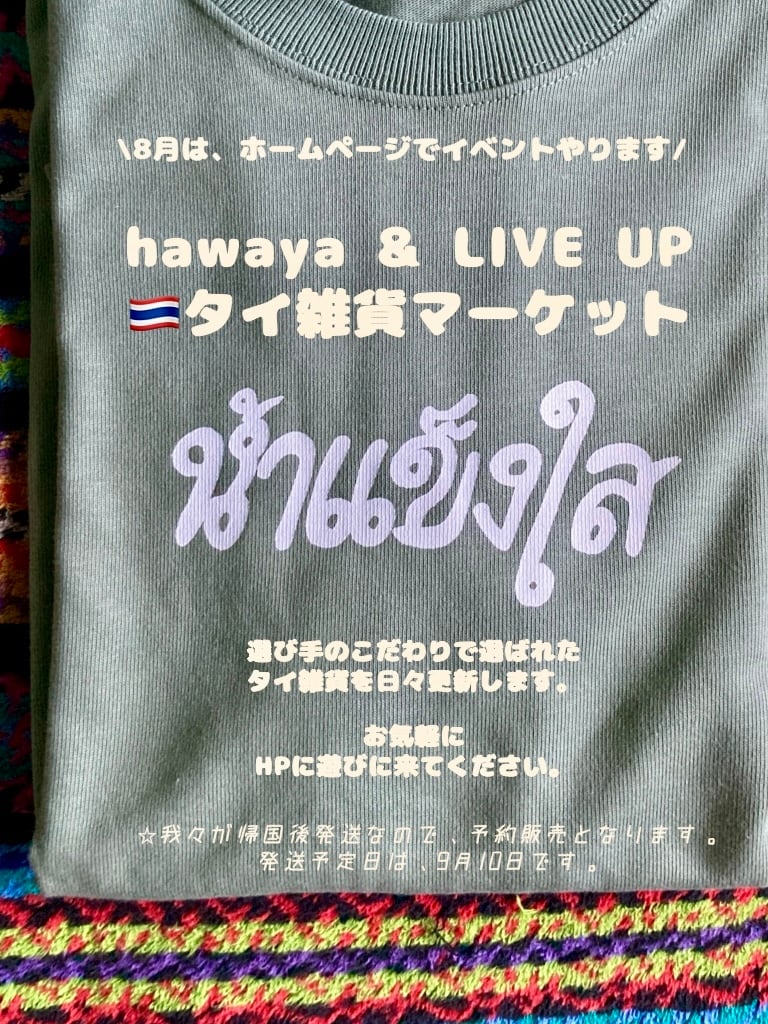 \8月は、ホームページでイベントやります/
hawaya & LIVE UP
🇹🇭タイ雑貨マーケット
น้ำแข็งใส
選び手のこだわりで選ばれた
タイ雑貨を日々更新します。
お気軽に
HPに遊びに来てください。
☆我々が帰国後発送なので、予約販売となります。
発送予定日は、9月10日です。